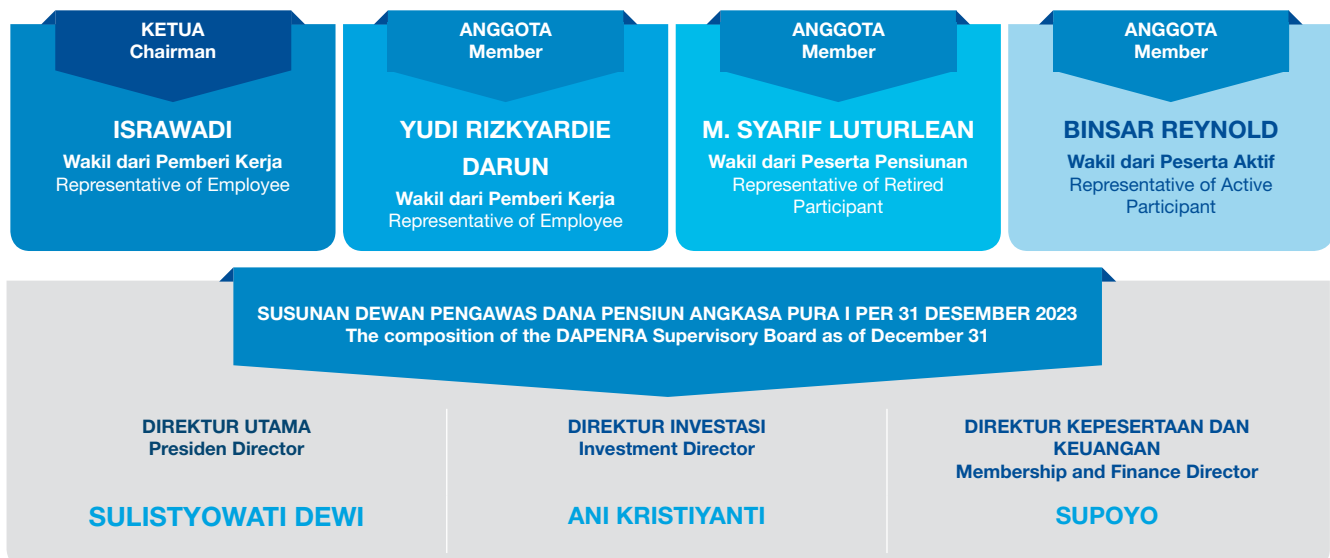 KETUA
Chairman
ISRAWADI
Wakil dari Pemberi Kerja
Representative of Employee
ANGGOTA
Member
YUDI RIZKYARDIE
DARUN
Wakil dari Pemberi Kerja
Representative of Employee
ANGGOTA
Member
M. SYARIF LUTURLEAN
Wakil dari Peserta Pensiunan
Representative of Retired
Participant
ANGGOTA
Member
BINSAR REYNOLD
Wakil dari Peserta Aktif
Representative of Active
Participant
SUSUNAN DEWAN PENGAWAS DANA PENSIUN ANGKASA PURA I PER 31 DESEMBER 2023
The composition of the DAPENRA Supervisory Board as of December 31
DIREKTUR UTAMA
Presiden Director
SULISTYOWATI DEWI
DIREKTUR INVESTASI
Investment Director
ANI KRISTIYANTI
DIREKTUR KEPESERTAAN DAN
KEUANGAN
Membership and Finance Director
SUPOYO